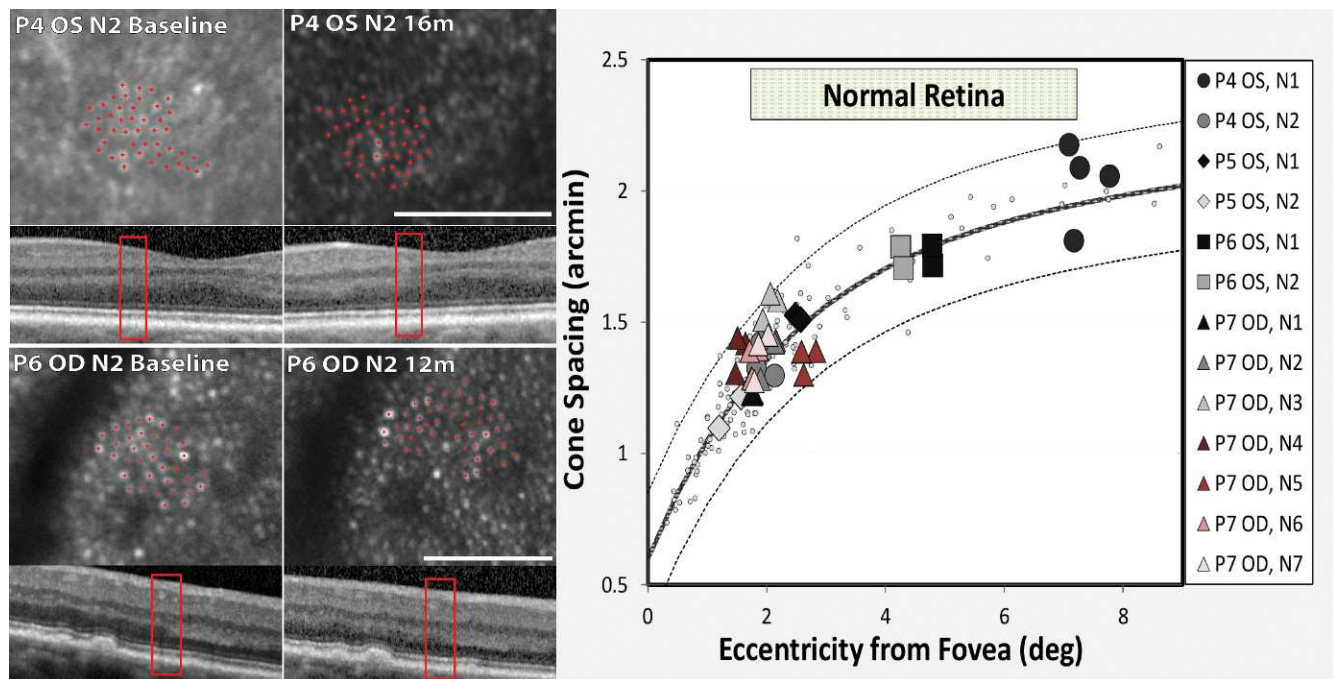 P4 OS N2 Baseline
P4 OS N2 16m
P6 OD N2 Baseline
P6 OD N2 12m
Normal Retina
Cone Spacing (arcmin)
2.5
2
1.5
1
0.5
0 2 4 6 8
Eccentricity from Fovea (deg)
P4 OS, N1
P4 OS, N2
P5 OS, N1
P5 OS, N2
P6 OS, N1
P6 OS, N2
P7 OD, N1
P7 OD, N2
P7 OD, N3
P7 OD, N4
P7 OD, N5
P7 OD, N6
P7 OD, N7